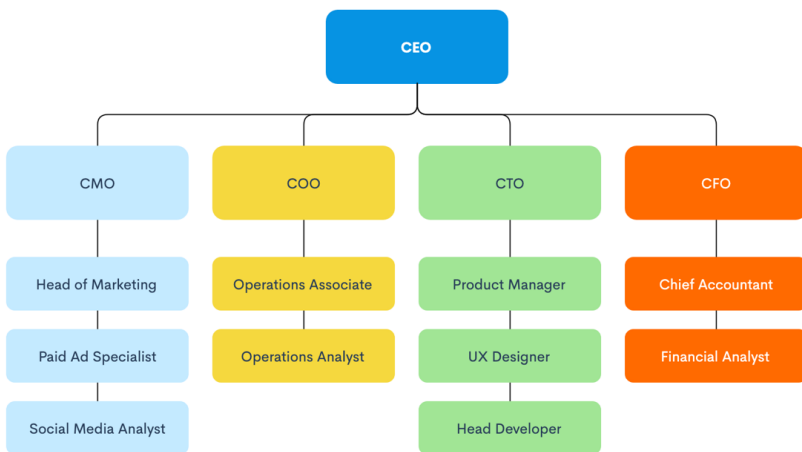 CEO
CMO
COO
CTO
CFO
Head of Marketing
Operations Associate
Product Manager
Chief Accountant
Paid Ad Specialist
Operations Analyst
UX Designer
Financial Analyst
Social Media Analyst
Head Developer